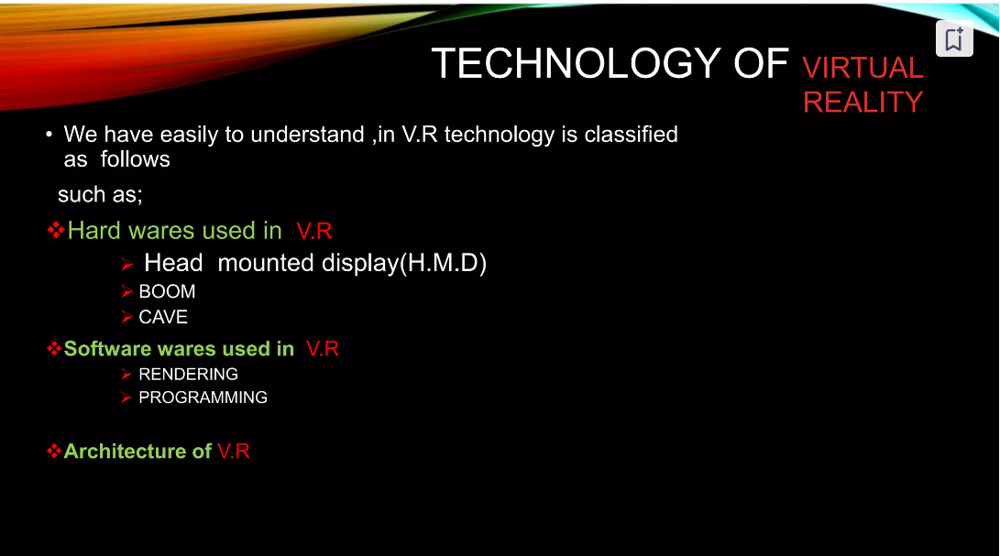 TECHNOLOGY OF VIRTUAL
REALITY
• We have easily to understand ,in V.R technology is classified
as follows
such as;
❖Hard wares used in V.R
➢ Head mounted display(H.M.D)
➢ BOOM
➢ CAVE
❖Software wares used in V.R
➢ RENDERING
➢ PROGRAMMING
❖Architecture of V.R